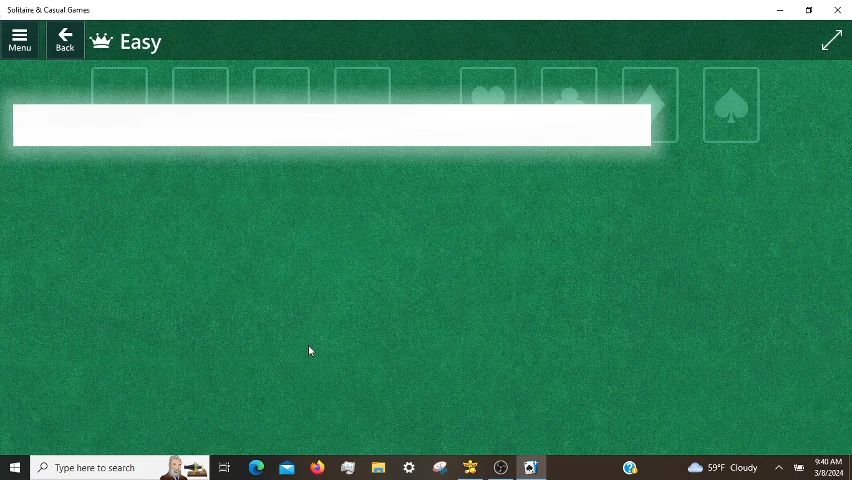 Solitaire & Casual Games
Menu
Back
Easy
Type here to search
59°F Cloudy
9:40 AM
3/8/2024